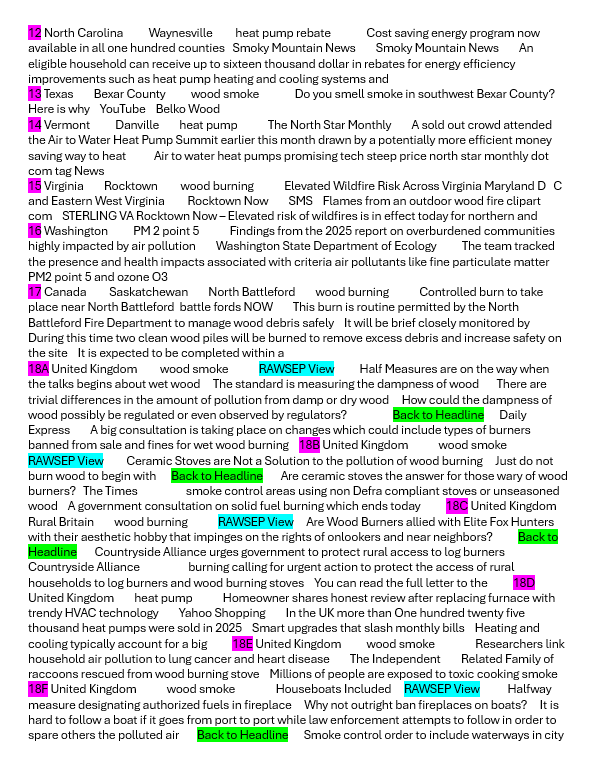 12 North Carolina Waynesville heat pump rebate Cost saving energy program now
available in all one hundred counties Smoky Mountain News Smoky Mountain News An
eligible household can receive up to sixteen thousand dollar in rebates for energy efficiency
improvements such as heat pump heating and cooling systems and
13 Texas Bexar County wood smoke Do you smell smoke in southwest Bexar County?
Here is why YouTube Belko Wood
14 Vermont Danville heat pump The North Star Monthly A sold out crowd attended
the Air to Water Heat Pump Summit earlier this month drawn by a potentially more efficient money
saving way to heat Air to water heat pumps promising tech steep price north star monthly dot
com tag News
15 Virginia Rocktown wood burning Elevated Wildfire Risk Across Virginia Maryland D C
and Eastern West Virginia Rocktown Now SMS Flames from an outdoor wood fire clipart
com STERLING VA Rocktown Now – Elevated risk of wildfires is in effect today for northern and
16 Washington PM 2 point 5 Findings from the 2025 report on overburdened communities
highly impacted by air pollution Washington State Department of Ecology The team tracked
the presence and health impacts associated with criteria air pollutants like fine particulate matter
PM2 point 5 and ozone O3
17 Canada Saskatchewan North Battleford wood burning Controlled burn to take
place near North Battleford battle fords NOW This burn is routine permitted by the North
Battleford Fire Department to manage wood debris safely It will be brief closely monitored by
During this time two clean wood piles will be burned to remove excess debris and increase safety on
the site It is expected to be completed within a
18A United Kingdom wood smoke RAWSEP View Half Measures are on the way when
the talks begins about wet wood The standard is measuring the dampness of wood There are
trivial differences in the amount of pollution from damp or dry wood How could the dampness of
wood possibly be regulated or even observed by regulators? Back to Headline Daily
Express A big consultation is taking place on changes which could include types of burners
banned from sale and fines for wet wood burning 18B United Kingdom wood smoke
RAWSEP View Ceramic Stoves are Not a Solution to the pollution of wood burning Just do not
burn wood to begin with Back to Headline Are ceramic stoves the answer for those wary of wood
burners? The Times smoke control areas using non Defra compliant stoves or unseasoned
wood A government consultation on solid fuel burning which ends today 18C United Kingdom
Rural Britain wood burning RAWSEP View Are Wood Burners allied with Elite Fox Hunters
with their aesthetic hobby that impinges on the rights of onlookers and near neighbors? Back to
Headline Countryside Alliance urges government to protect rural access to log burners
Countryside Alliance burning calling for urgent action to protect the access of rural
households to log burners and wood burning stoves You can read the full letter to the 18D
United Kingdom heat pump Homeowner shares honest review after replacing furnace with
trendy HVAC technology Yahoo Shopping In the UK more than One hundred twenty five
thousand heat pumps were sold in 2025 Smart upgrades that slash monthly bills Heating and
cooling typically account for a big 18E United Kingdom wood smoke Researchers link
household air pollution to lung cancer and heart disease The Independent Related Family of
raccoons rescued from wood burning stove Millions of people are exposed to toxic cooking smoke
18F United Kingdom wood smoke Houseboats Included RAWSEP View Halfway
measure designating authorized fuels in fireplace Why not outright ban fireplaces on boats? It is
hard to follow a boat if it goes from port to port while law enforcement attempts to follow in order to
spare others the polluted air Back to Headline Smoke control order to include waterways in city